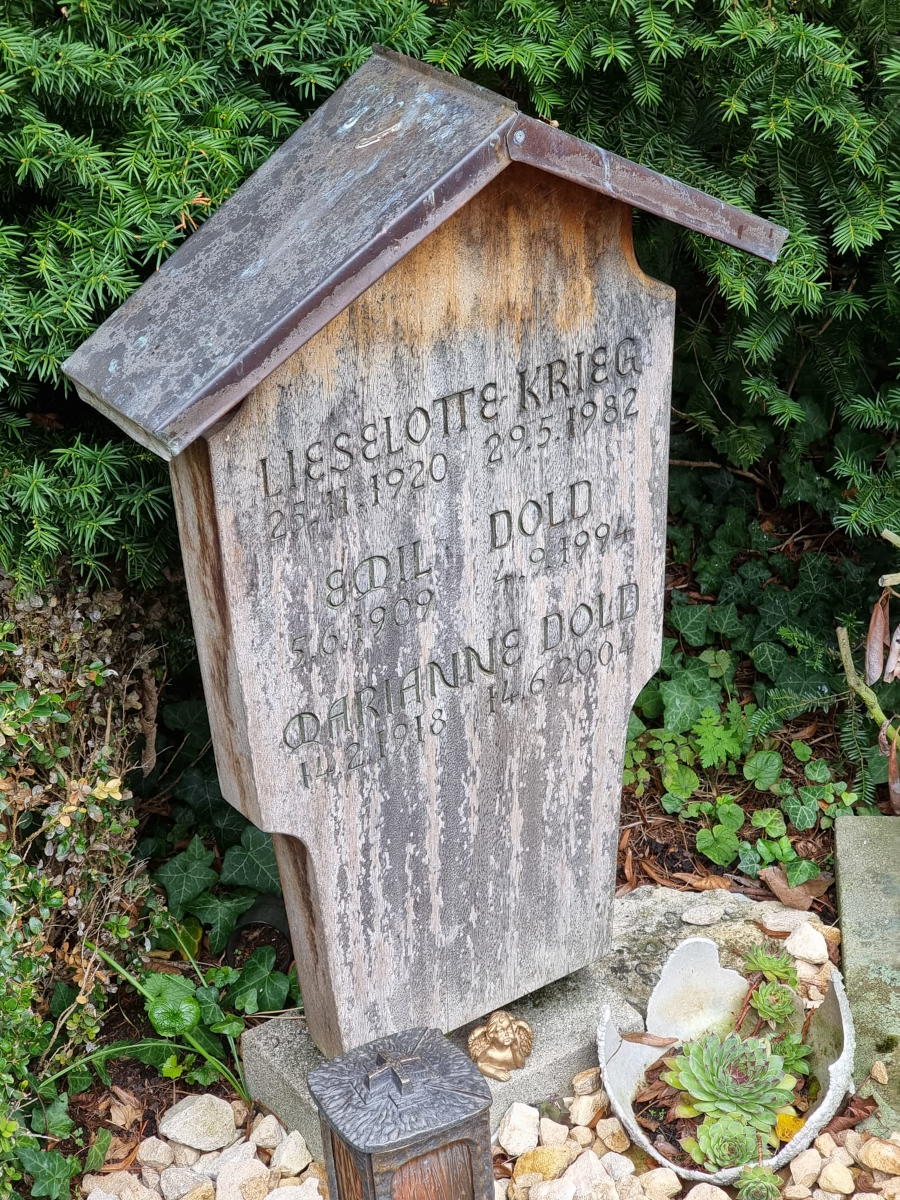 LIESELOTTE KRIEG
25.11.1920 29.5.1982
EMIL DOLD
5.6.1909 4.9.1994
MARIANNE DOLD
14.2.1918 14.6.2004